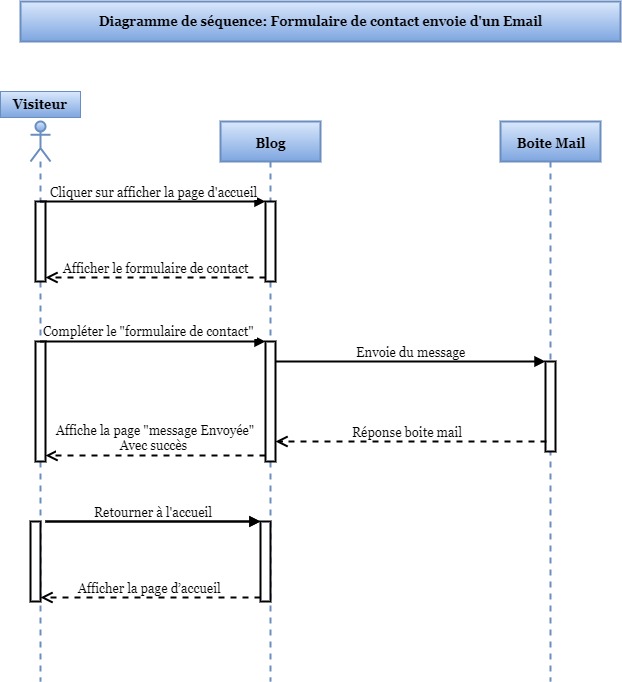 Diagramme de séquence: Formulaire de contact envoie d'un Email
Visiteur
Blog
Boite Mail
Cliquer sur afficher la page d'accueil
Afficher le formulaire de contact
Compléter le "formulaire de contact"
Envoie du message
Affiche la page "message Envoyée"
Avec succès
Réponse boite mail
Retourner à l'accueil
Afficher la page d’accueil